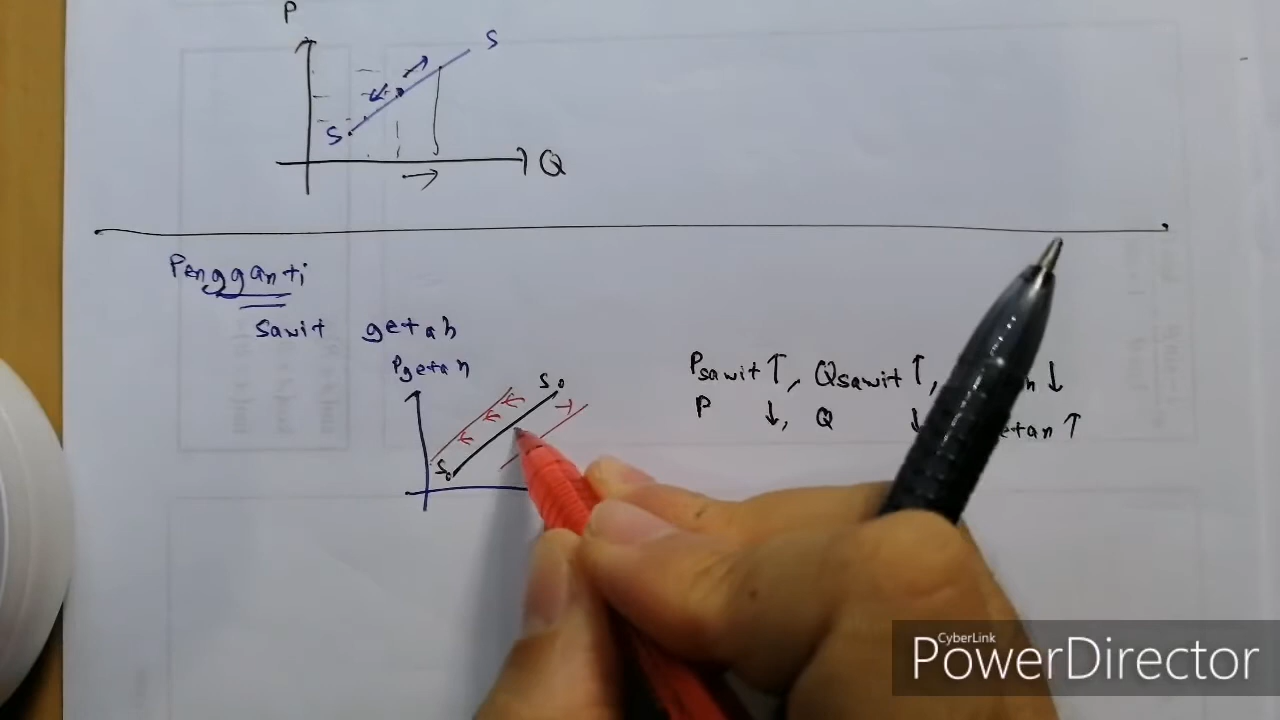 P
S
S
Q
Pengganti
Sawit getah
Pgetah
S₀
S₀
Psawit ↑, Qsawit ↑, ↓
P ↓, Q ↓ ↑
CyberLink
PowerDirector